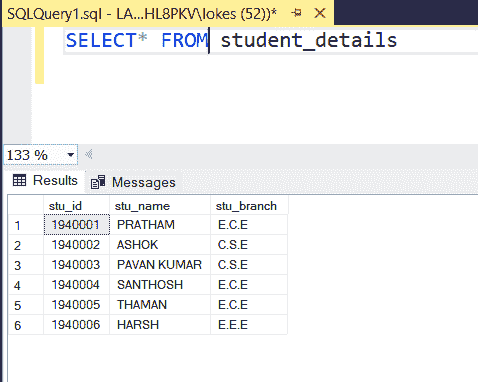 SQLQuery1.sql - LA...HL8PKV\lokes (52))*
SELECT* FROM student_details
133 %
Results Messages
stu_id stu_name stu_branch
1 1940001 PRATHAM E.C.E
2 1940002 ASHOK C.S.E
3 1940003 PAVAN KUMAR C.S.E
4 1940004 SANTHOSH E.C.E
5 1940005 THAMAN E.C.E
6 1940006 HARSH E.E.E